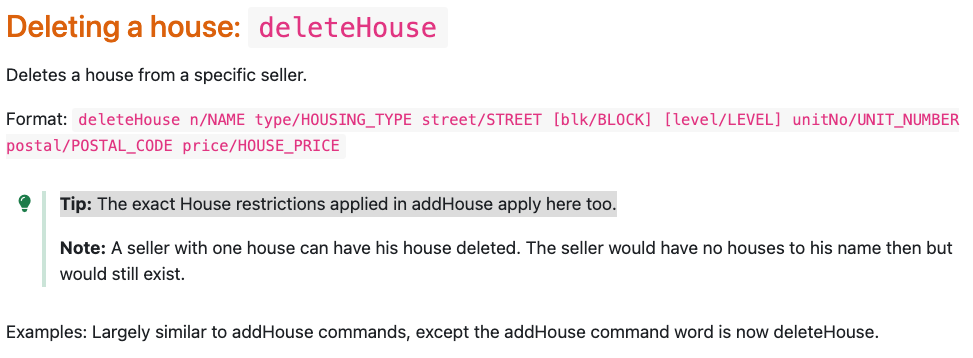 Deleting a house: deleteHouse
Deletes a house from a specific seller.
Format: deleteHouse n/NAME type/HOUSING_TYPE street/STREET [blk/BLOCK] [level/LEVEL] unitNo/UNIT_NUMBER
postal/POSTAL_CODE price/HOUSE_PRICE
Tip: The exact House restrictions applied in addHouse apply here too.
Note: A seller with one house can have his house deleted. The seller would have no houses to his name then but
would still exist.
Examples: Largely similar to addHouse commands, except the addHouse command word is now deleteHouse.